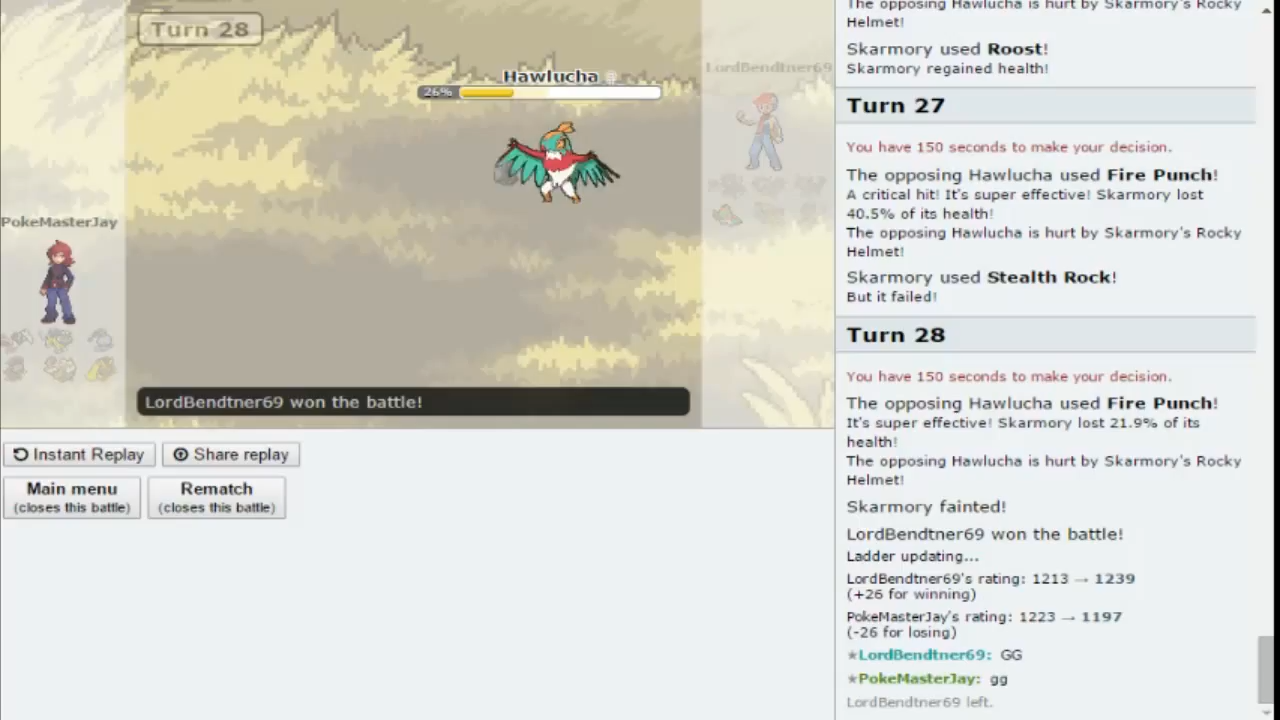 Turn 28
Hawlucha
26%
LordBendtner69
PokeMasterJay
LordBendtner69 won the battle!
Instant Replay
Share replay
Main menu
(closes this battle)
Rematch
(closes this battle)
The opposing Hawlucha is hurt by Skarmory's Rocky
Helmet!
Skarmory used Roost!
Skarmory regained health!
Turn 27
You have 150 seconds to make your decision.
The opposing Hawlucha used Fire Punch!
A critical hit! It's super effective! Skarmory lost
40.5% of its health!
The opposing Hawlucha is hurt by Skarmory's Rocky
Helmet!
Skarmory used Stealth Rock!
But it failed!
Turn 28
You have 150 seconds to make your decision.
The opposing Hawlucha used Fire Punch!
It's super effective! Skarmory lost 21.9% of its
health!
The opposing Hawlucha is hurt by Skarmory's Rocky
Helmet!
Skarmory fainted!
LordBendtner69 won the battle!
Ladder updating...
LordBendtner69's rating: 1213 → 1239
(+26 for winning)
PokeMasterJay's rating: 1223 → 1197
(-26 for losing)
★LordBendtner69: GG
★PokeMasterJay: gg
LordBendtner69 left.